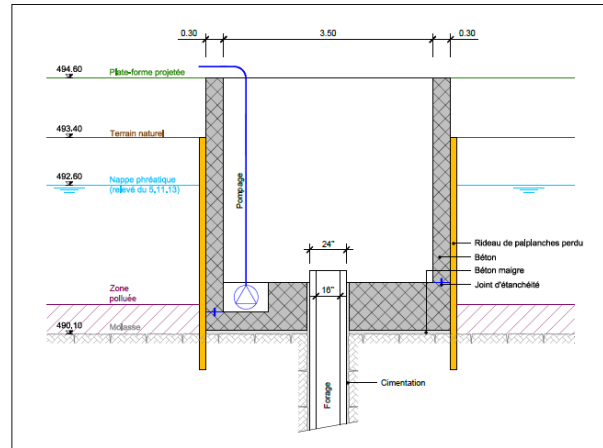 0.30 3.50 0.30
494.60 Plate-forme projetée
493.40 Terrain naturel
492.60 Nappe phréatique
(relevé du 5.11.13)
Pompage
24"
16"
Rideau de palplanches perdu
Béton
Béton maigre
Joint d'étanchéité
Zone
polluée
490.10 Molasse
Cimentation
Forage